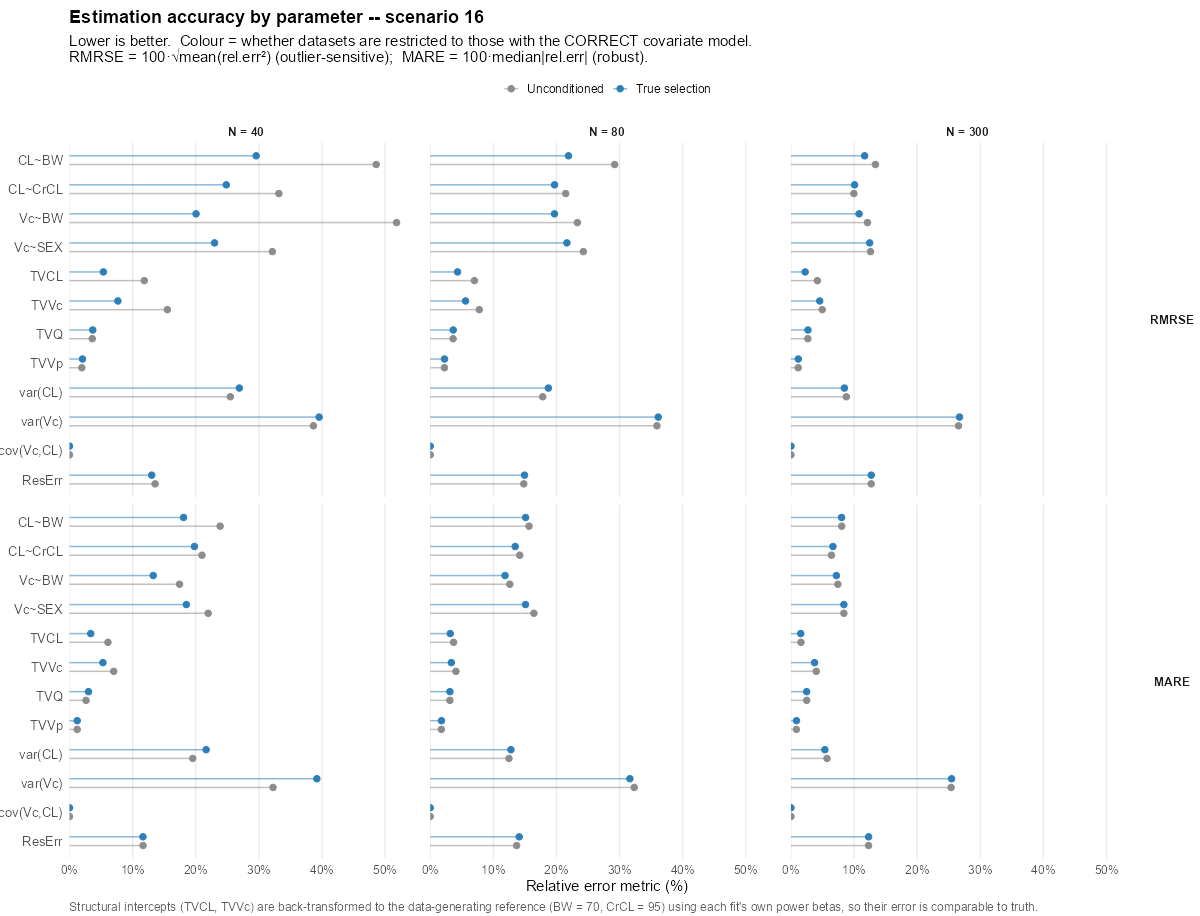 Estimation accuracy by parameter -- scenario 16
Lower is better.  Colour = whether datasets are restricted to those with the CORRECT covariate model.
RMRSE = 100·√mean(rel.err²) (outlier-sensitive);  MARE = 100·median|rel.err| (robust).
Unconditioned True selection
N = 40 N = 80 N = 300
CL~BW
CL~CrCL
Vc~BW
Vc~SEX
TVCL
TVVc
TVQ
TVVp
var(CL)
var(Vc)
cov(Vc,CL)
ResErr
RMRSE
CL~BW
CL~CrCL
Vc~BW
Vc~SEX
TVCL
TVVc
TVQ
TVVp
var(CL)
var(Vc)
cov(Vc,CL)
ResErr
MARE
0% 10% 20% 30% 40% 50% 0% 10% 20% 30% 40% 50% 0% 10% 20% 30% 40% 50%
Relative error metric (%)
Structural intercepts (TVCL, TVVc) are back-transformed to the data-generating reference (BW = 70, CrCL = 95) using each fit's own power betas, so their error is comparable to truth.